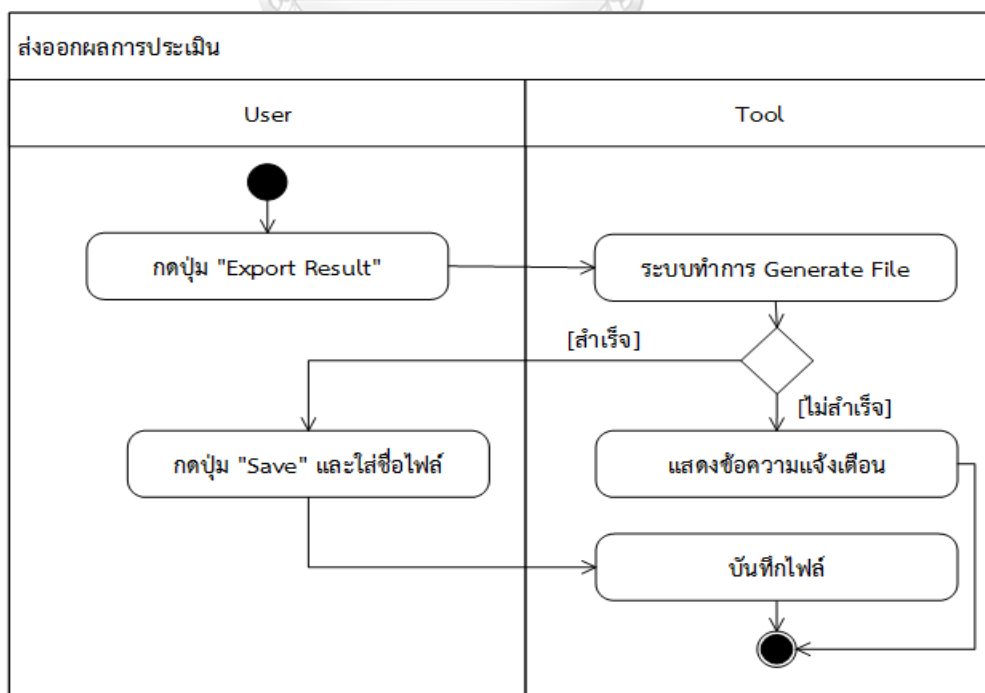 ส่งออกผลการประเมิน
User
Tool
กดปุ่ม "Export Result"
ระบบทำการ Generate File
[สำเร็จ]
[ไม่สำเร็จ]
กดปุ่ม "Save" และใส่ชื่อไฟล์
แสดงข้อความแจ้งเตือน
บันทึกไฟล์